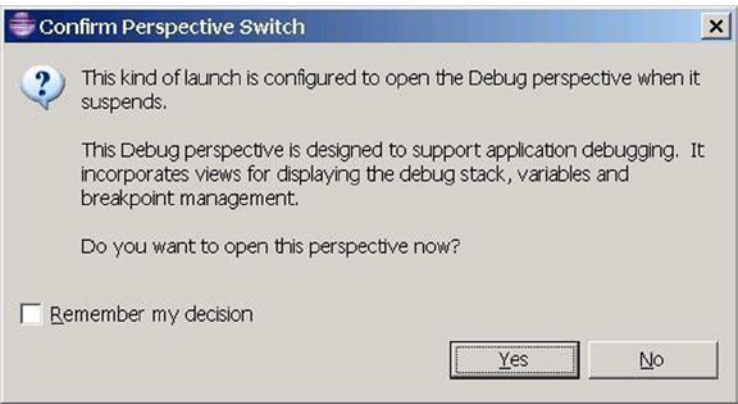 Confirm Perspective Switch
This kind of launch is configured to open the Debug perspective when it
suspends.
This Debug perspective is designed to support application debugging. It
incorporates views for displaying the debug stack, variables and
breakpoint management.
Do you want to open this perspective now?
Remember my decision
Yes No